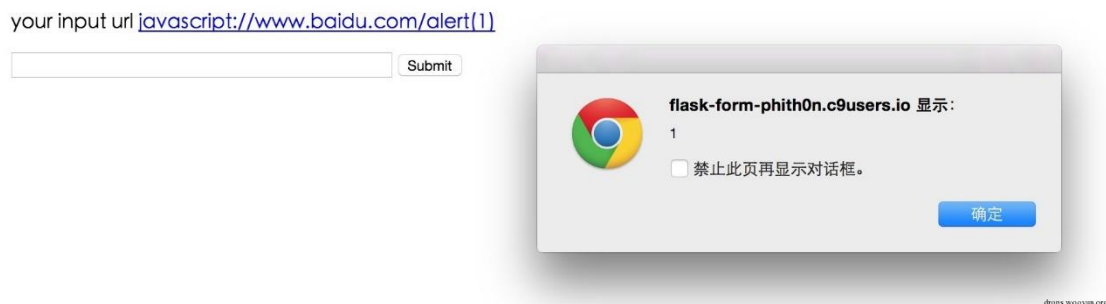 your input url javascript://www.baidu.com/alert(1)
Submit
flask-form-phith0n.c9users.io 显示:
1
禁止此页再显示对话框。
确定
drops.wooyun.org